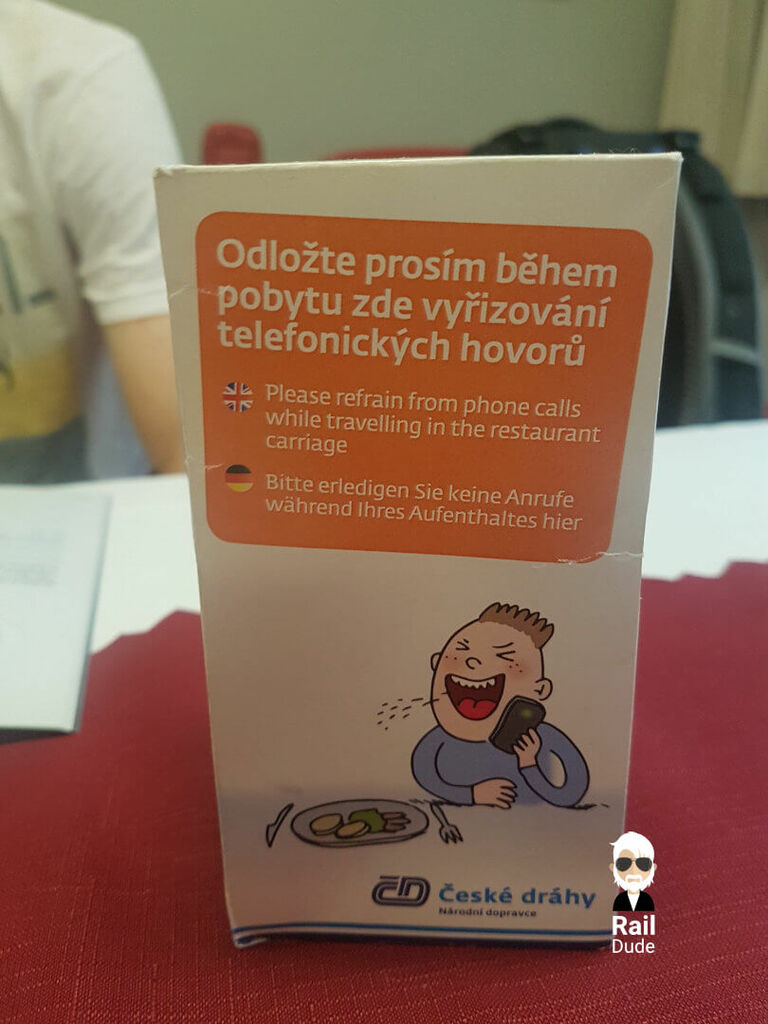 Odložte prosím během
pobytu zde vyřizování
telefonických hovorů
Please refrain from phone calls
while travelling in the restaurant
carriage
Bitte erledigen Sie keine Anrufe
während Ihres Aufenthaltes hier
ČD České dráhy
Národní dopravce
Rail
Dude